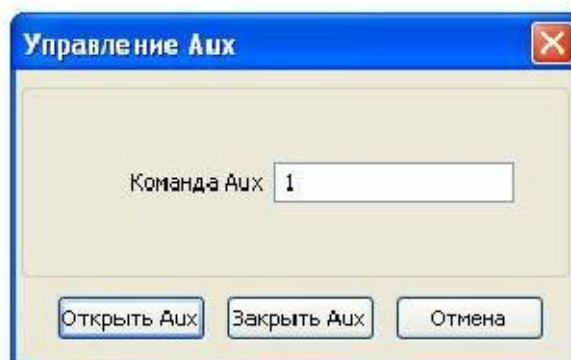 Управление Aux
Команда Aux 1
Открыть Aux Закрыть Aux Отмена